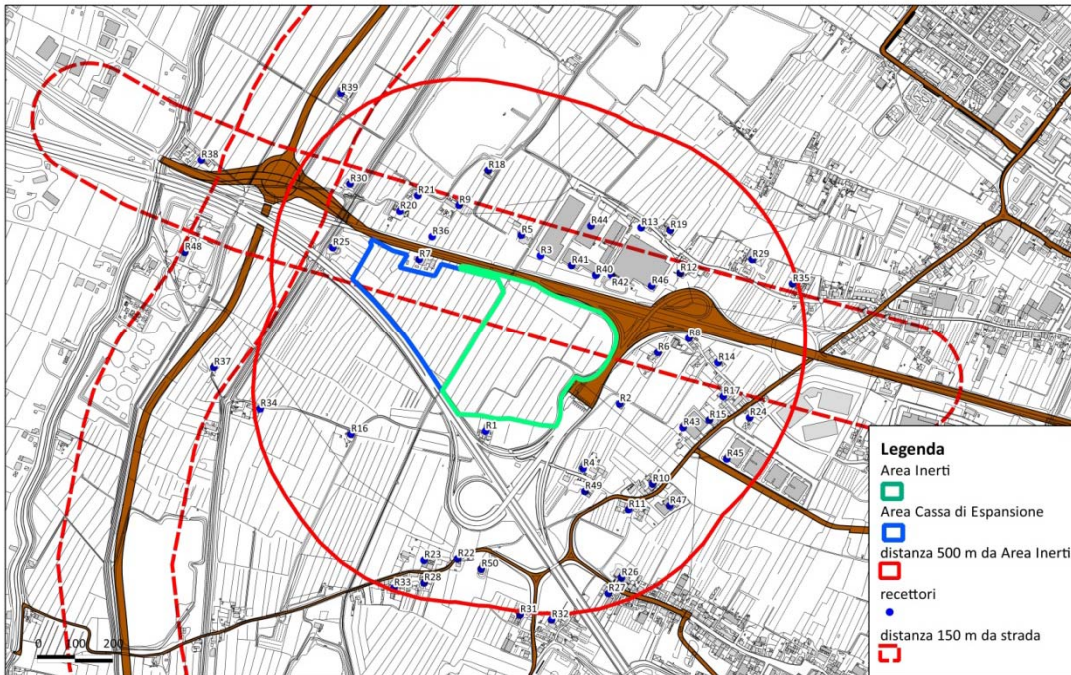 R39
R38
R18
R30
R21
R9
R20
R44
R13
R19
R36
R5
R25
R48
R7
R3
R29
R41
R12
R40
R42
R46
R35
R8
R6
R14
R37
R17
R34
R2
R24
R15
R43
R1
R16
R45
R4
R10
R49
R11
R47
R23
R22
R50
R33
R28
R26
R27
R31
R32
0 100 200
Legenda
Area Inerti
Area Cassa di Espansione
distanza 500 m da Area Inerti
recettori
distanza 150 m da strada